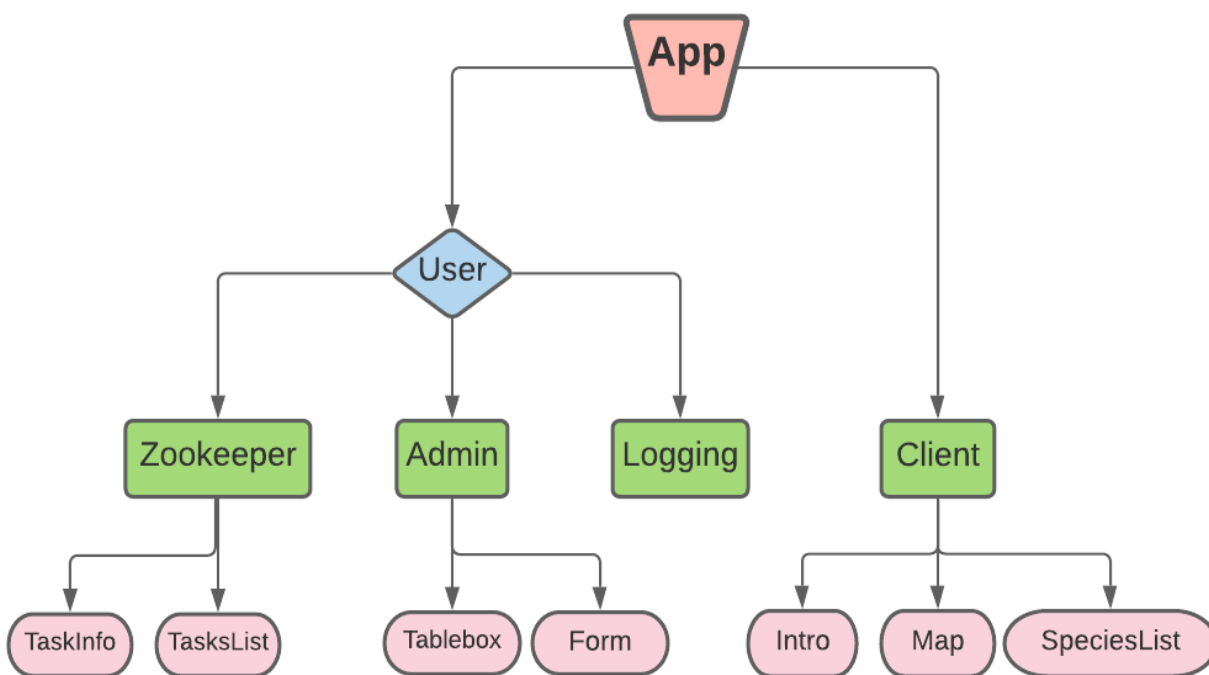 App
User
Zookeeper
Admin
Logging
Client
TaskInfo
TasksList
Tablebox
Form
Intro
Map
SpeciesList